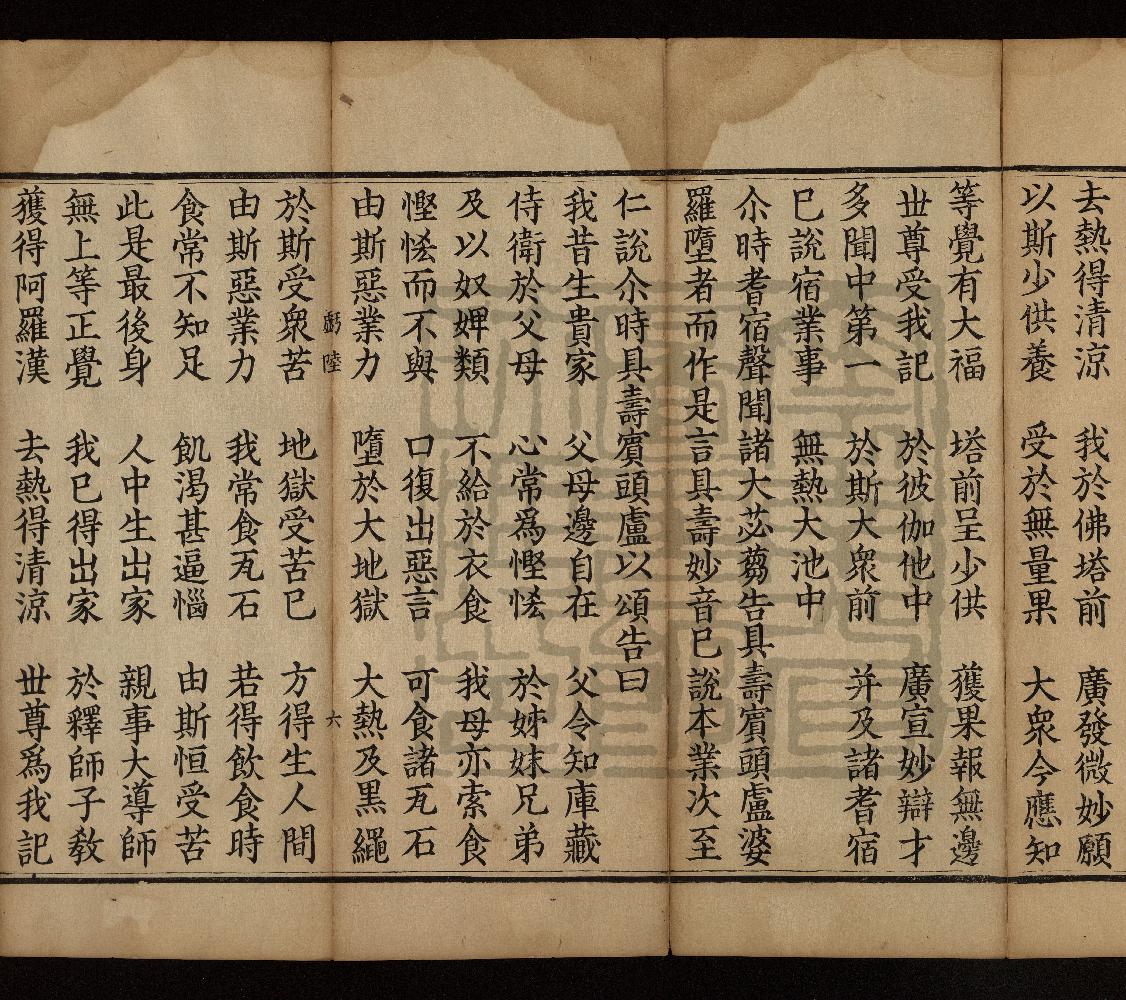 去熱得清涼　我於佛塔前　廣發微妙願
以斯少供養　受於無量果　大衆今應知
等覺有大福　塔前呈少供　獲果報無邊
丗尊受我記　於彼伽他中　廣宣妙辯才
多聞中第一　於斯大衆前　并及諸耆宿
巳說宿業事　無熱大池中
尒時耆宿聲聞諸大苾蒭告具壽賓頭盧婆
羅墮者而作是言具壽妙音巳說本業次至
仁說尒時具壽賓頭盧以頌告曰
我昔生貴家　父母邊自在　父令知庫藏
侍衛於父母　心常爲慳悋　於姊妹兄弟
及以奴婢類　不給於衣食　我母亦索食
慳悋而不與　口復出惡言　可食諸瓦石
由斯惡業力　墮於大地獄　大熱及黑繩
虧陸　六
於斯受衆苦　地獄受苦巳　方得生人間
由斯惡業力　我常食瓦石　若得飲食時
食常不知足　飢渴甚逼惱　由斯恒受苦
此是最後身　人中生出家　親事大導師
無上等正覺　我巳得出家　於釋師子教
獲得阿羅漢　去熱得清涼　丗尊爲我記